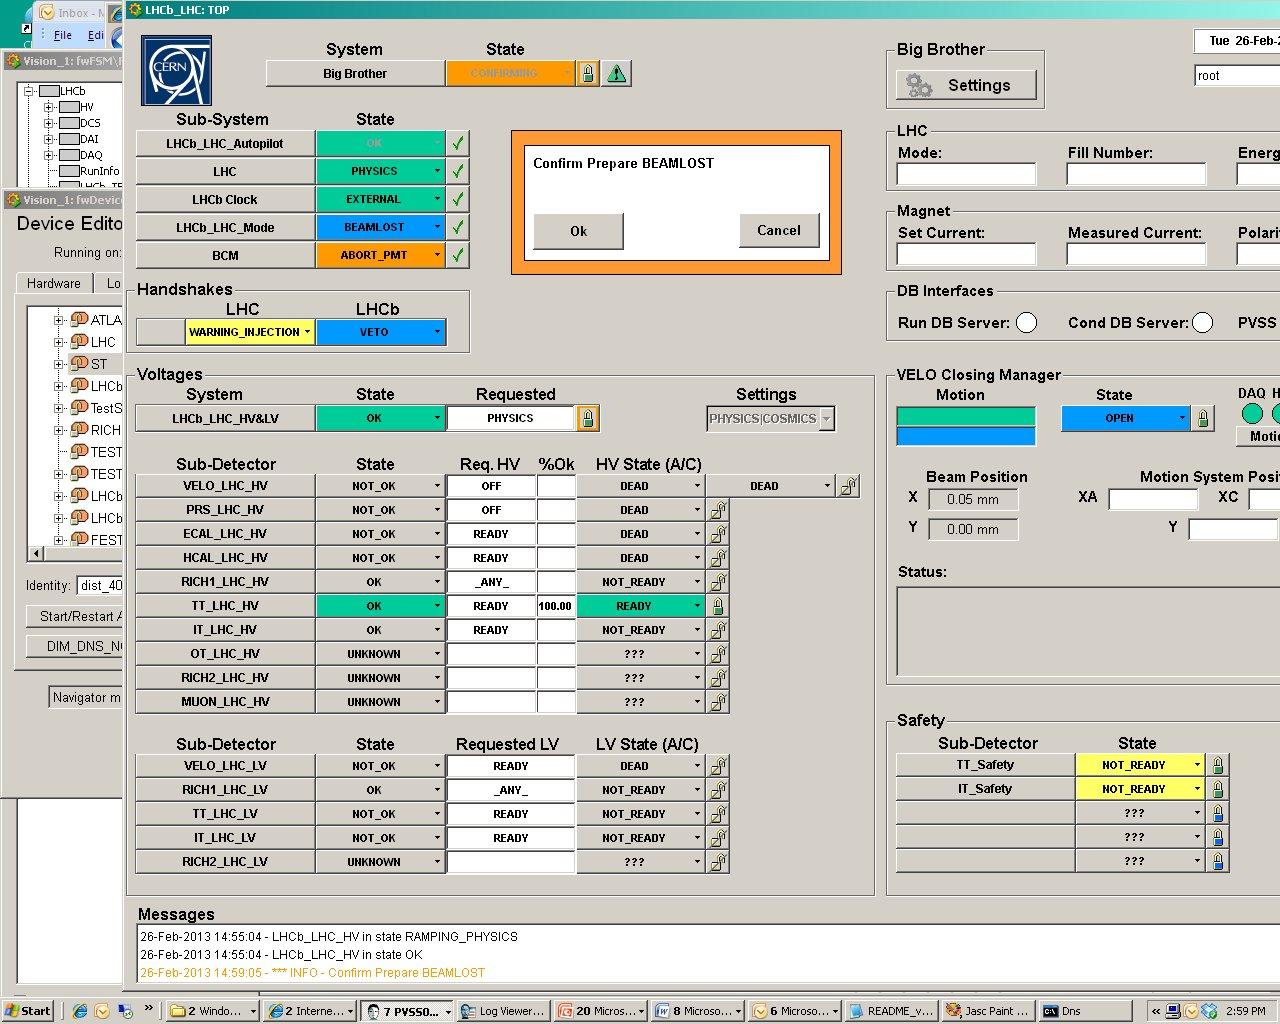 Inbox - M
LHCb_LHC: TOP
File Edi
Vision_1: fwFSM\F
LHCb
HV
DCS
DAI
DAQ
RunInfo
Vision_1: fwDevice
Device Edito
Running on:
Hardware Lo
ATLA
LHC
ST
LHCb
TestS
RICH
TEST
TEST
LHCb
LHCb
FEST
Identity: dist_40
Start/Restart A
DIM_DNS_N
Navigator m
CERN
System State
Big Brother CONFIRMING
Sub-System State
LHCb_LHC_Autopilot OK
LHC PHYSICS
LHCb Clock EXTERNAL
LHCb_LHC_Mode BEAMLOST
BCM ABORT_PMT
Confirm Prepare BEAMLOST
Ok Cancel
Handshakes
LHC LHCb
WARNING_INJECTION VETO
Voltages
System State Requested Settings
LHCb_LHC_HV&LV OK PHYSICS PHYSICS|COSMICS
Sub-Detector State Req. HV %Ok HV State (A/C)
VELO_LHC_HV NOT_OK OFF DEAD DEAD
PRS_LHC_HV NOT_OK OFF DEAD
ECAL_LHC_HV NOT_OK READY DEAD
HCAL_LHC_HV NOT_OK READY DEAD
RICH1_LHC_HV OK _ANY_ NOT_READY
TT_LHC_HV OK READY 100.00 READY
IT_LHC_HV OK READY NOT_READY
OT_LHC_HV UNKNOWN ???
RICH2_LHC_HV UNKNOWN ???
MUON_LHC_HV UNKNOWN ???
Sub-Detector State Requested LV LV State (A/C)
VELO_LHC_LV NOT_OK READY DEAD
RICH1_LHC_LV OK _ANY_ NOT_READY
TT_LHC_LV NOT_OK READY NOT_READY
IT_LHC_LV NOT_OK READY NOT_READY
RICH2_LHC_LV UNKNOWN ???
Big Brother
Settings
Tue 26-Feb-2
root
LHC
Mode: Fill Number: Energ
Magnet
Set Current: Measured Current: Polari
DB Interfaces
Run DB Server: Cond DB Server: PVSS
VELO Closing Manager
Motion State DAQ H
OPEN
Motio
Beam Position Motion System Posi
X 0.05 mm XA XC
Y 0.00 mm Y
Status:
Safety
Sub-Detector State
TT_Safety NOT_READY
IT_Safety NOT_READY
???
???
???
Messages
26-Feb-2013 14:55:04 - LHCb_LHC_HV in state RAMPING_PHYSICS
26-Feb-2013 14:55:04 - LHCb_LHC_HV in state OK
26-Feb-2013 14:59:05 - *** INFO - Confirm Prepare BEAMLOST
Start » 2 Windo... 2 Interne... 7 PVSS0... Log Viewer... 20 Micros... 8 Microso... 6 Microso... README_v... Jasc Paint ... Dns « 2:59 PM